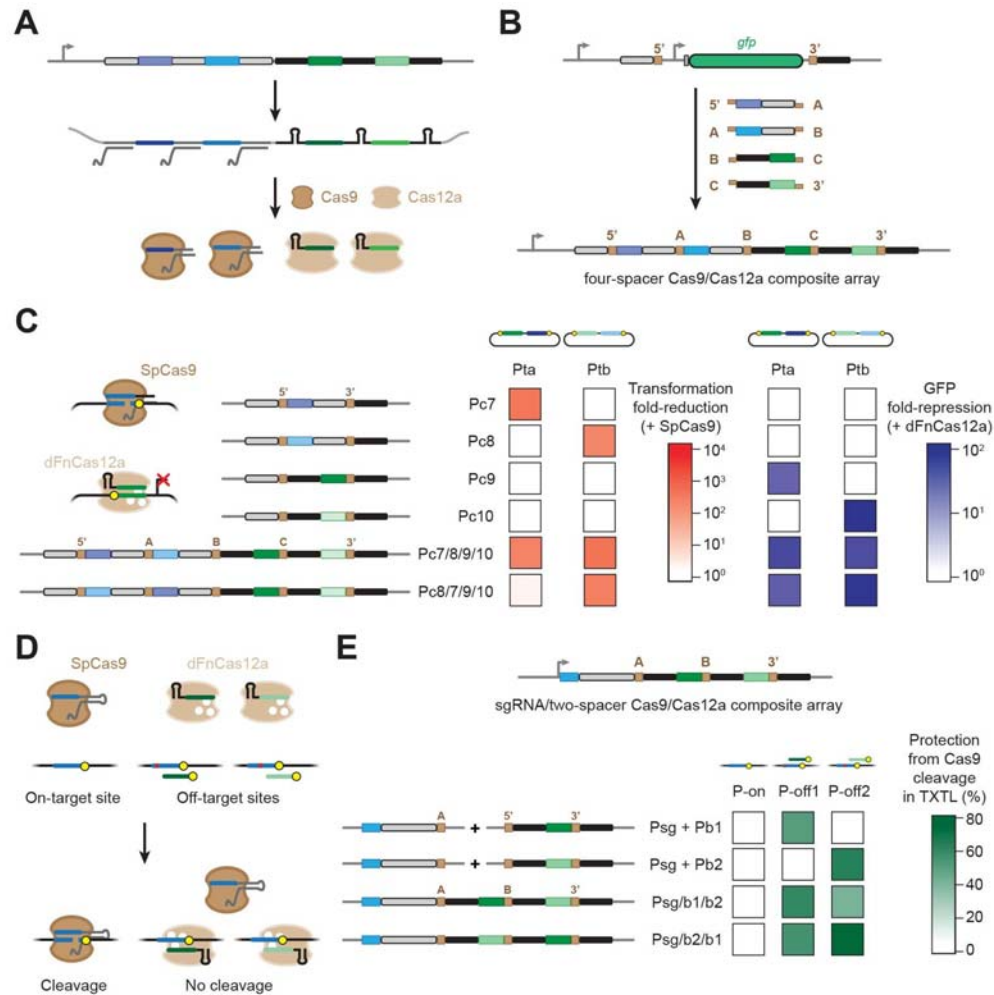 A
Cas9
Cas12a
B
gfp
5'
3'
5'
A
A
B
B
C
C
3'
A
B
C
3'
four-spacer Cas9/Cas12a composite array
C
SpCas9
dFnCas12a
5'
3'
5'
A
B
C
3'
Pc7
Pc8
Pc9
Pc10
Pc7/8/9/10
Pc8/7/9/10
Pta
Ptb
Transformation
fold-reduction
(+ SpCas9)
10⁴
10³
10²
10¹
10⁰
Pta
Ptb
GFP
fold-repression
(+ dFnCas12a)
10²
10¹
10⁰
D
SpCas9
dFnCas12a
On-target site
Off-target sites
Cleavage
No cleavage
E
A
B
3'
sgRNA/two-spacer Cas9/Cas12a composite array
P-on
P-off1
P-off2
A
+
5'
3'
Psg + Pb1
+
Psg + Pb2
A
B
3'
Psg/b1/b2
Psg/b2/b1
Protection
from Cas9
cleavage
in TXTL (%)
80
60
40
20
0